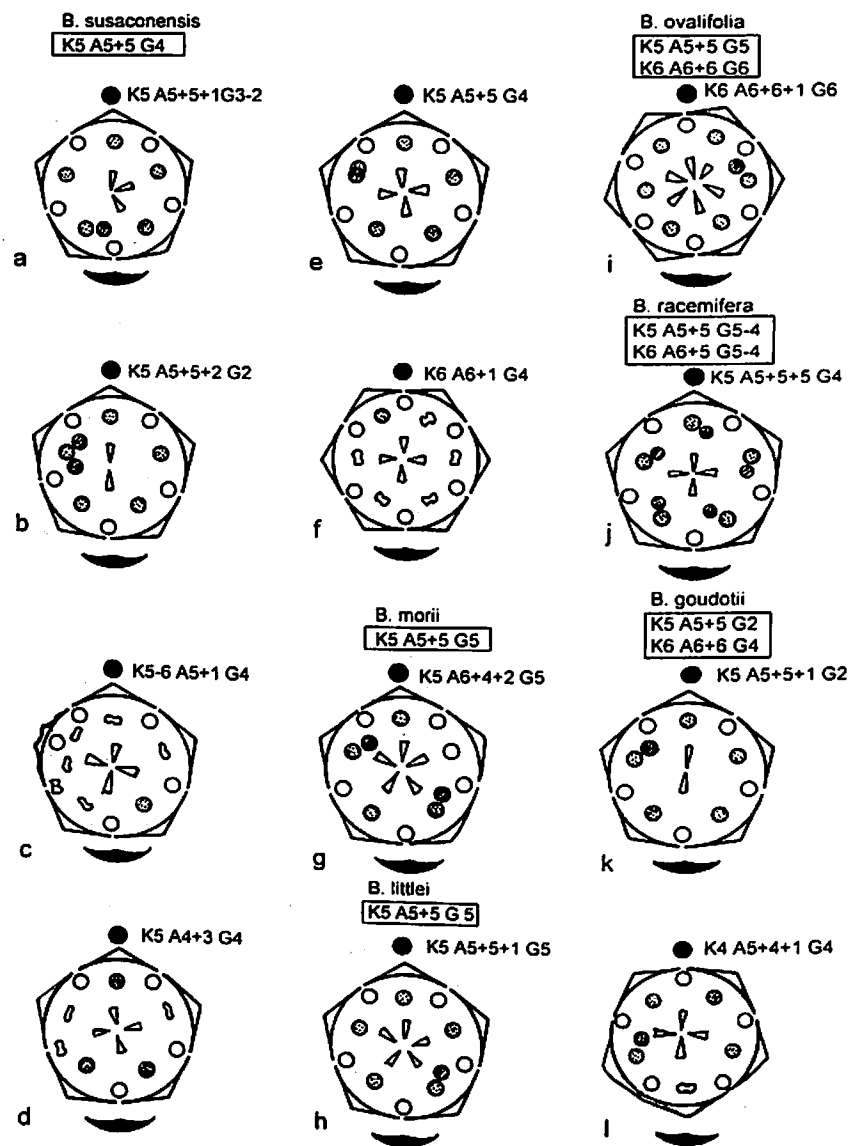 B. susaconensis
K5 A5+5 G4
K5 A5+5+1G3-2
a
K5 A5+5+2 G2
b
K5-6 A5+1 G4
B
c
K5 A4+3 G4
d
K5 A5+5 G4
e
K6 A6+1 G4
f
B. morii
K5 A5+5 G5
K5 A6+4+2 G5
g
B. littlei
K5 A5+5 G 5
K5 A5+5+1 G5
h
B. ovalifolia
K5 A5+5 G5
K6 A6+6 G6
K6 A6+6+1 G6
i
B. racemifera
K5 A5+5 G5-4
K6 A6+5 G5-4
K5 A5+5+5 G4
j
B. goudotii
K5 A5+5 G2
K6 A6+6 G4
K5 A5+5+1 G2
k
K4 A5+4+1 G4
l